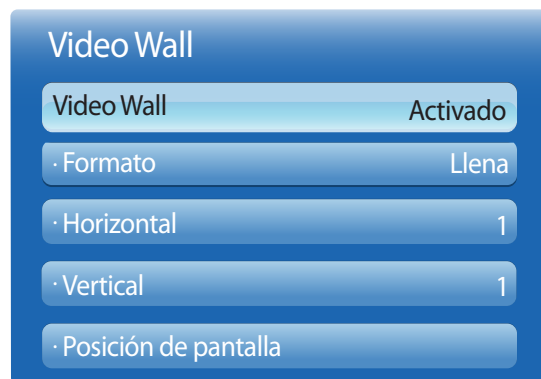 Video Wall
Video Wall Activado
· Formato Llena
· Horizontal 1
· Vertical 1
· Posición de pantalla